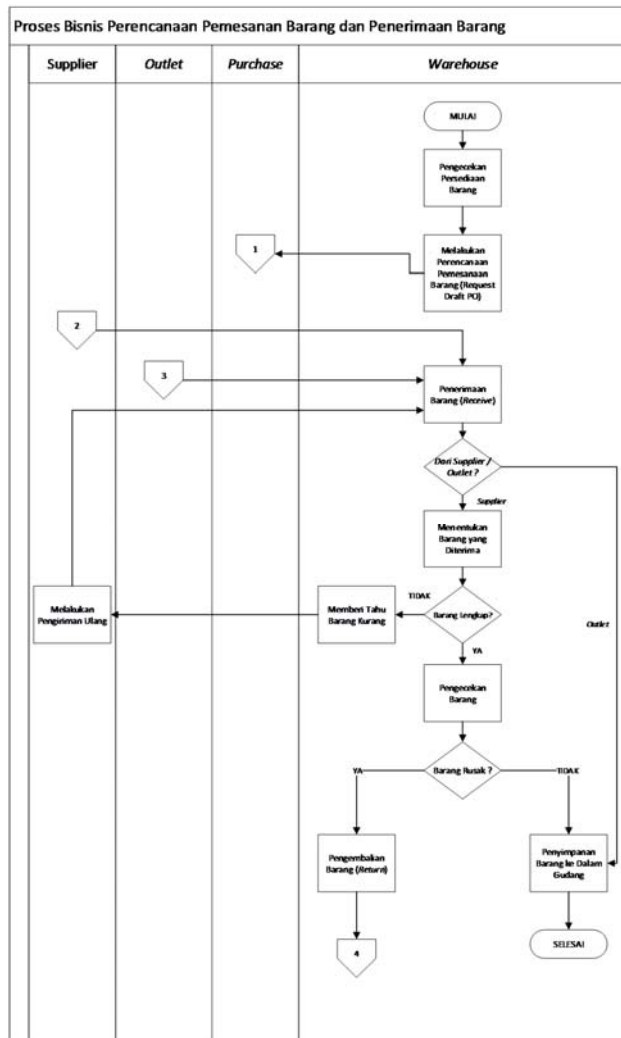 Proses Bisnis Perencanaan Pemesanan Barang dan Penerimaan Barang
Supplier
Outlet
Purchase
Warehouse
MULAI
Pengecekan
Persediaan
Barang
1
Melakukan
Perencanaan
Pemesanaan
Barang (Request
Draft PO)
2
3
Penerimaan
Barang (Receive)
Dari Supplier /
Outlet ?
Supplier
Menentukan
Barang yang
Diterima
Melakukan
Pengiriman Ulang
Memberi Tahu
Barang Kurang
TIDAK
Barang Lengkap?
Outlet
YA
Pengecekan
Barang
YA
Barang Rusak ?
TIDAK
Pengembalian
Barang (Return)
Penyimpanan
Barang ke Dalam
Gudang
4
SELESAI